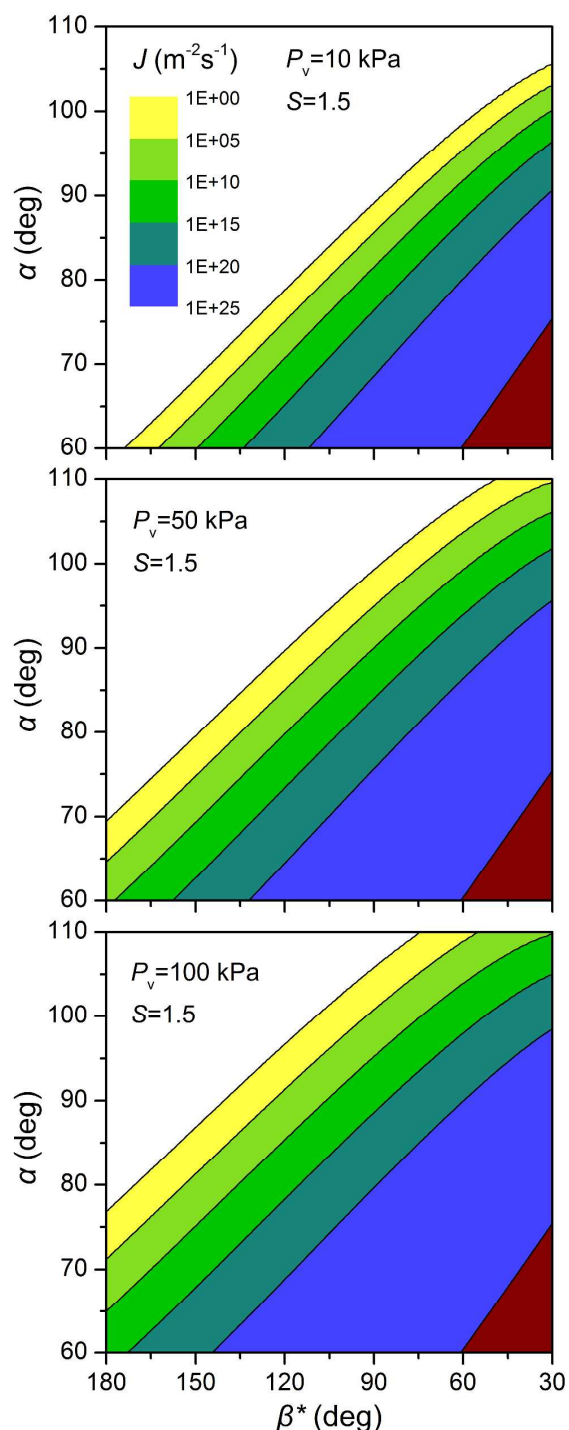 110
100
90
80
70
60
α (deg)
J (m⁻²s⁻¹)
1E+00
1E+05
1E+10
1E+15
1E+20
1E+25
Pᵥ=10 kPa
S=1.5
110
100
90
80
70
60
α (deg)
Pᵥ=50 kPa
S=1.5
110
100
90
80
70
60
α (deg)
Pᵥ=100 kPa
S=1.5
180 150 120 90 60 30
β* (deg)